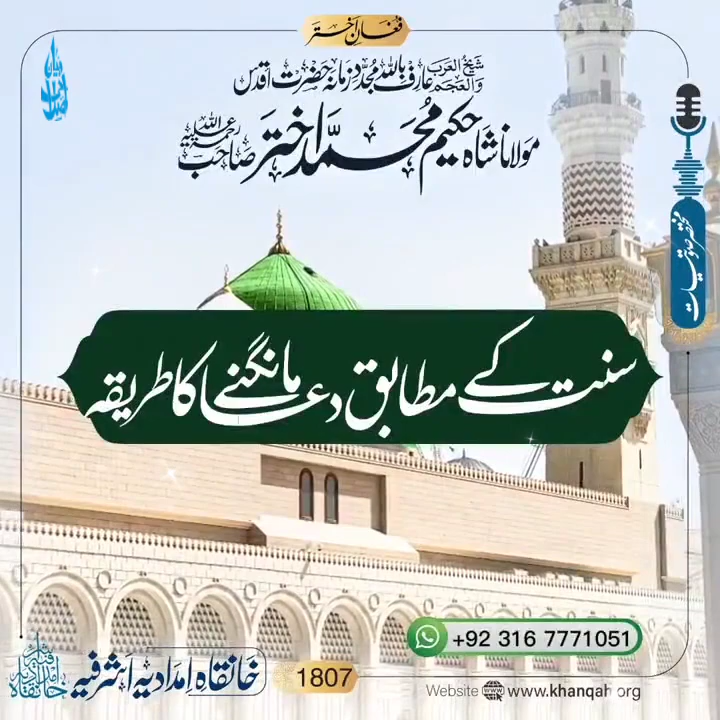 فغانِ اختر
شیخ العرب والعجم عارف باللہ مجددِ زمانہ حضرت اقدس
مولانا شاہ حکیم محمد اختر صاحب رحمۃ اللہ علیہ
سنت کے مطابق دعا مانگنے کا طریقہ
+92 316 7771051
خانقاہ امدادیہ اشرفیہ
1807
Website www.khanqah.org